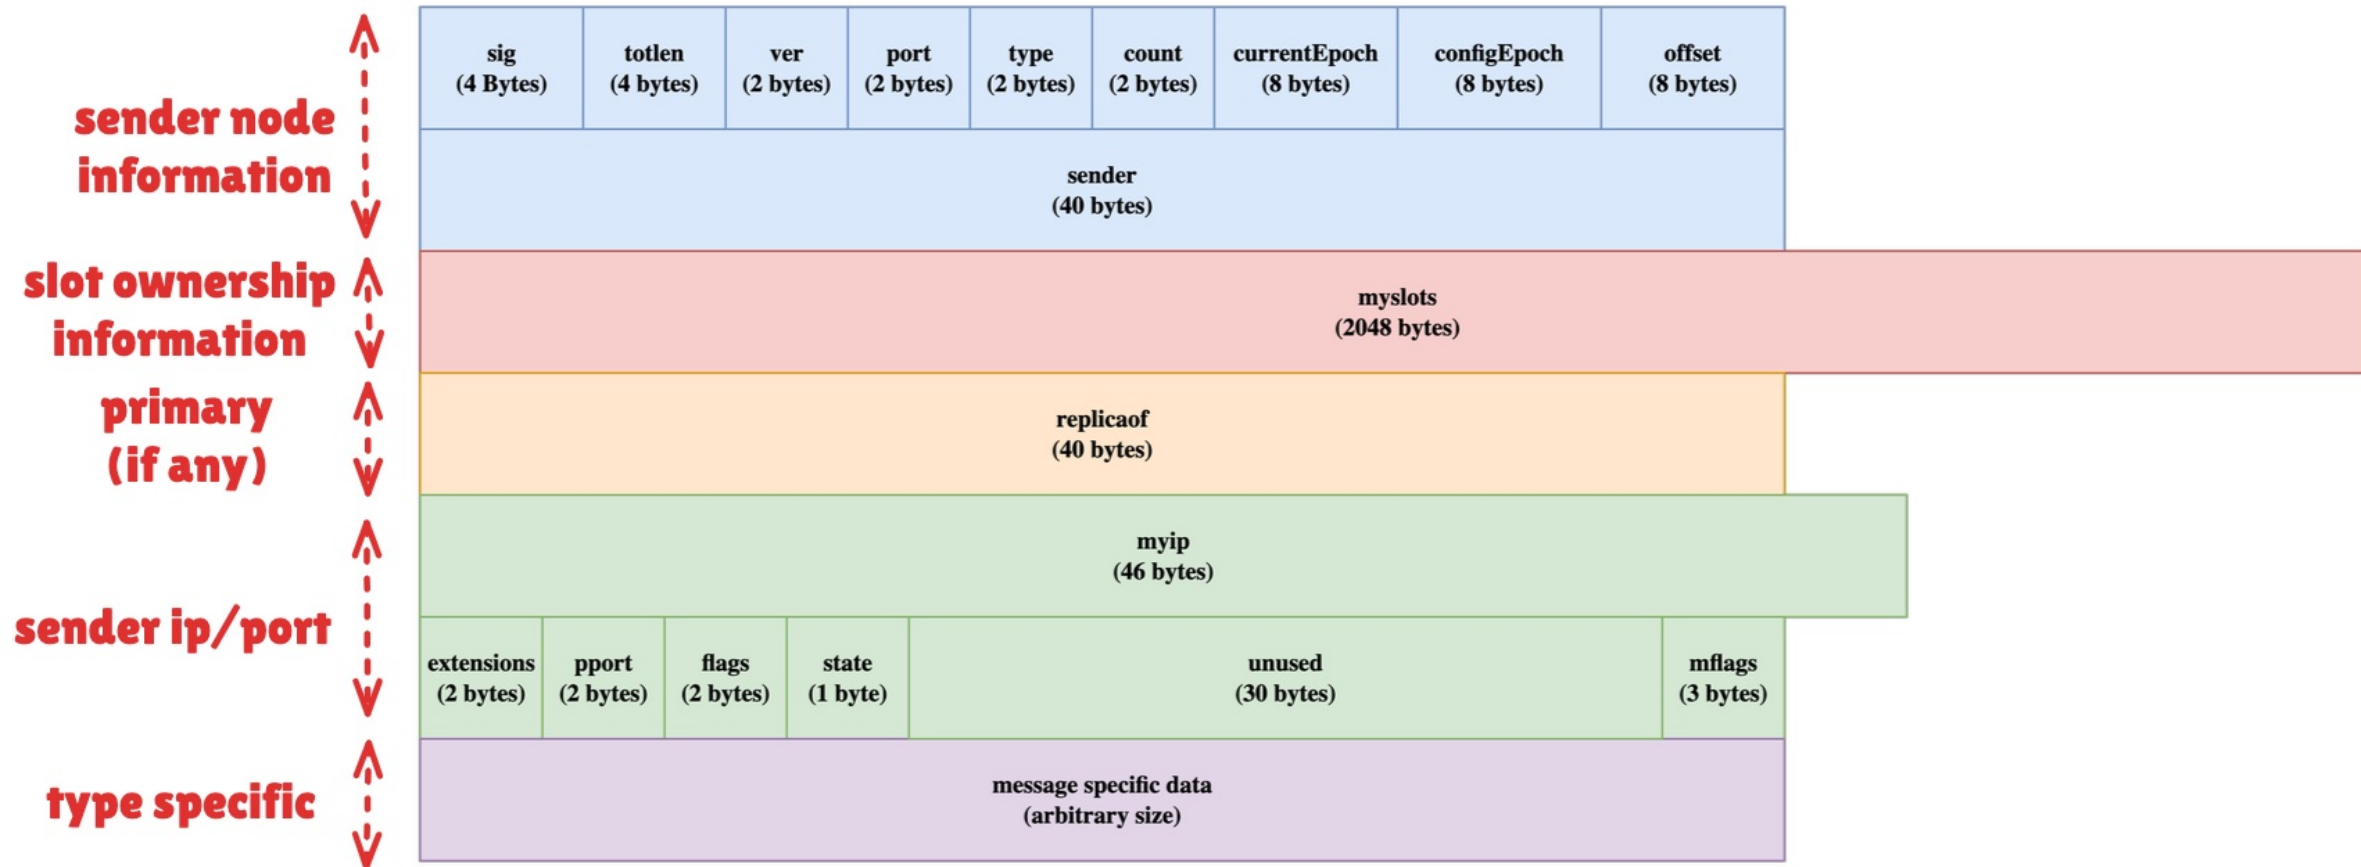 sender node
information
sig
(4 Bytes)
totlen
(4 bytes)
ver
(2 bytes)
port
(2 bytes)
type
(2 bytes)
count
(2 bytes)
currentEpoch
(8 bytes)
configEpoch
(8 bytes)
offset
(8 bytes)
sender
(40 bytes)
slot ownership
information
myslots
(2048 bytes)
primary
(if any)
replicaof
(40 bytes)
sender ip/port
myip
(46 bytes)
extensions
(2 bytes)
pport
(2 bytes)
flags
(2 bytes)
state
(1 byte)
unused
(30 bytes)
mflags
(3 bytes)
type specific
message specific data
(arbitrary size)